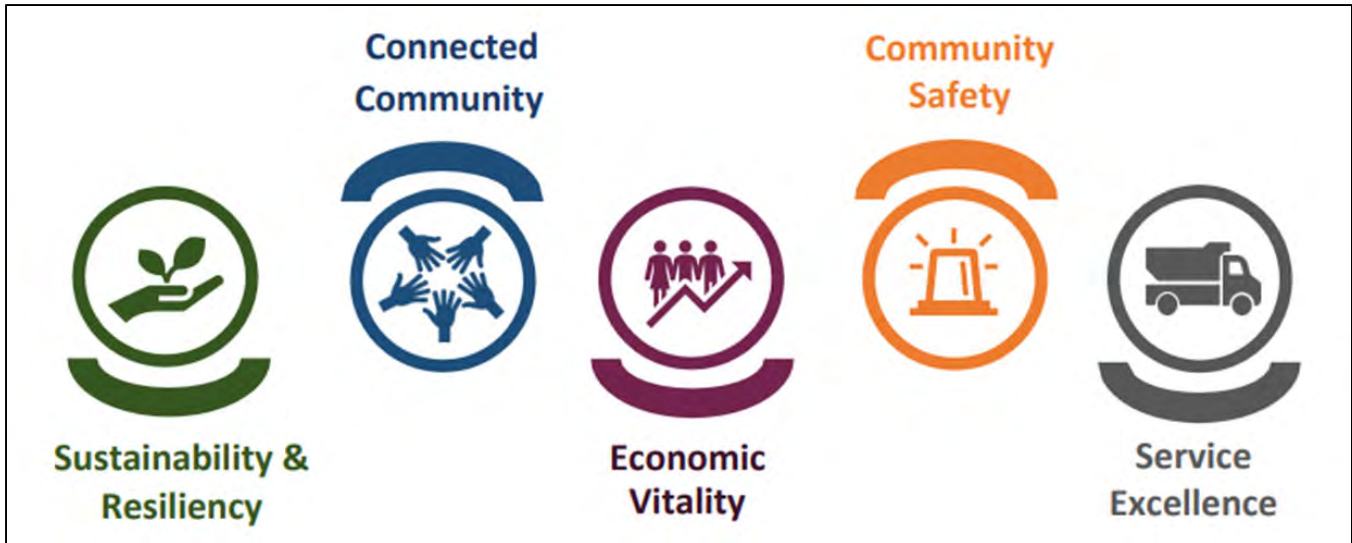 Connected
Community
Community
Safety
Sustainability &
Resiliency
Economic
Vitality
Service
Excellence